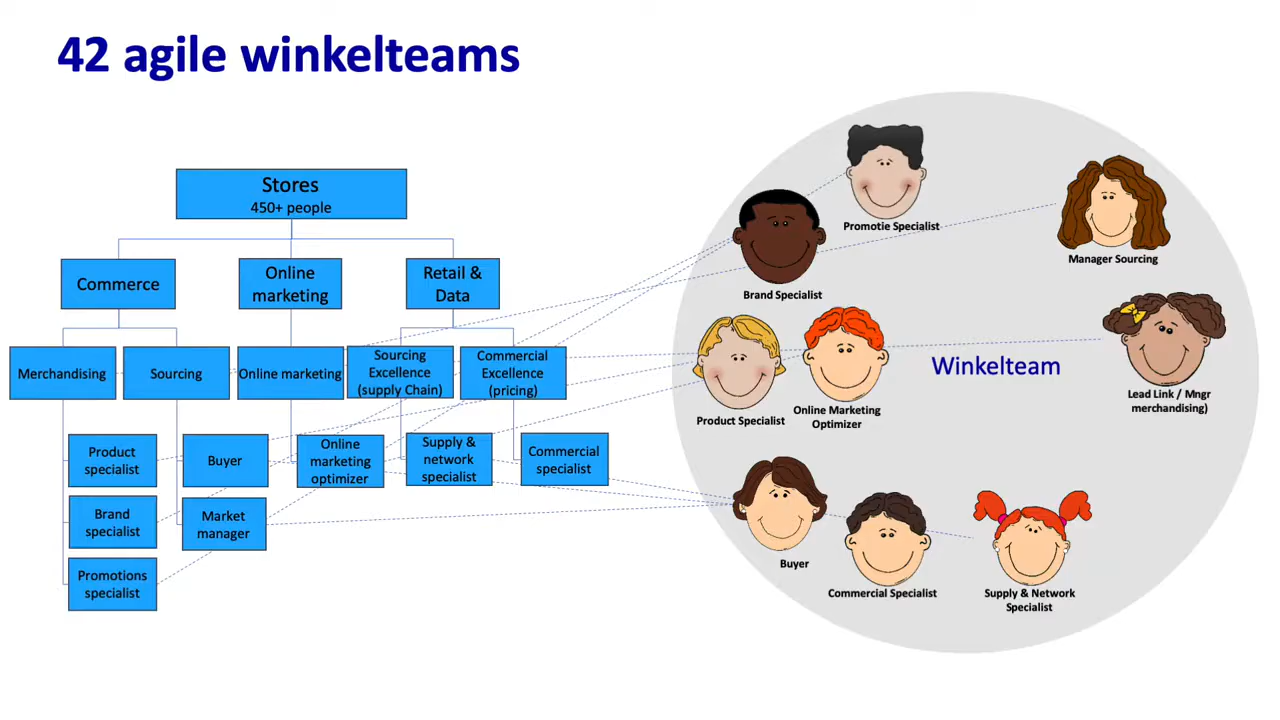 42 agile winkelteams
Stores
450+ people
Commerce
Online
marketing
Retail &
Data
Merchandising
Sourcing
Online marketing
Sourcing
Excellence
(supply Chain)
Commercial
Excellence
(pricing)
Product
specialist
Buyer
Online
marketing
optimizer
Supply &
network
specialist
Commercial
specialist
Brand
specialist
Market
manager
Promotions
specialist
Promotie Specialist
Manager Sourcing
Brand Specialist
Winkelteam
Product Specialist
Online Marketing
Optimizer
Lead Link / Mngr
merchandising)
Buyer
Commercial Specialist
Supply & Network
Specialist